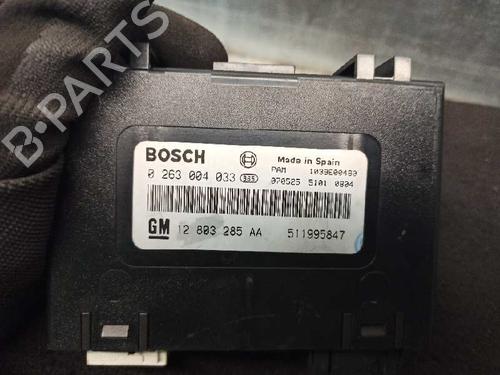 B-PARTS
BOSCH
Made in Spain
0 263 004 033
PAM
1039E00480
070525 5101 0804
GM 12 803 285 AA 511995847